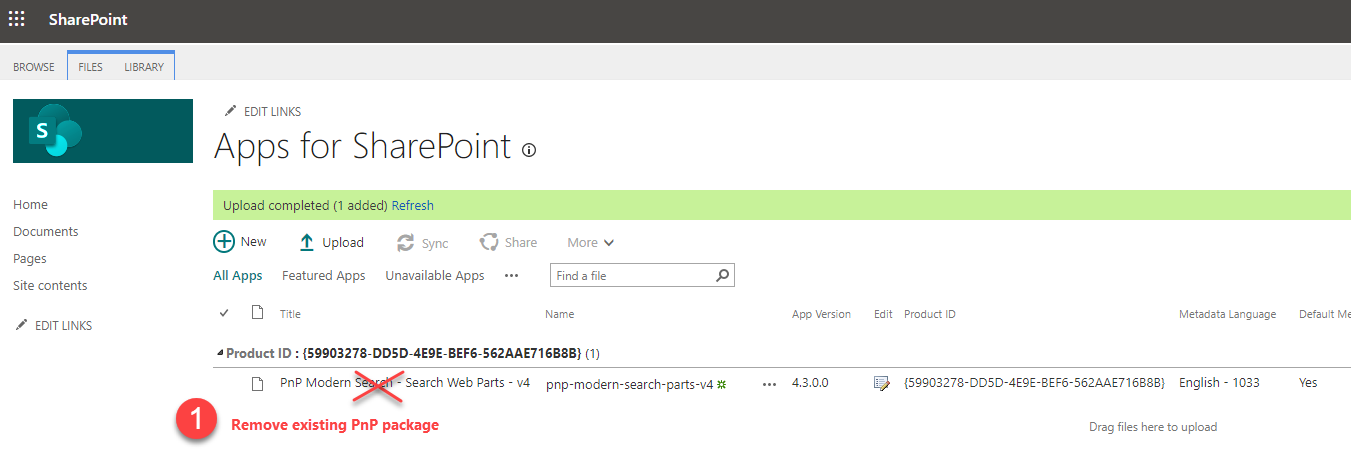 SharePoint
BROWSE FILES LIBRARY
S
EDIT LINKS
Apps for SharePoint
Home
Documents
Pages
Site contents
EDIT LINKS
Upload completed (1 added) Refresh
New Upload Sync Share More
All Apps Featured Apps Unavailable Apps ••• Find a file
Title Name App Version Edit Product ID Metadata Language Default Me
Product ID : {59903278-DD5D-4E9E-BEF6-562AAE716B8B} (1)
PnP Modern Search - Search Web Parts - v4 pnp-modern-search-parts-v4 ••• 4.3.0.0 {59903278-DD5D-4E9E-BEF6-562AAE716B8B} English - 1033 Yes
1 Remove existing PnP package
Drag files here to upload